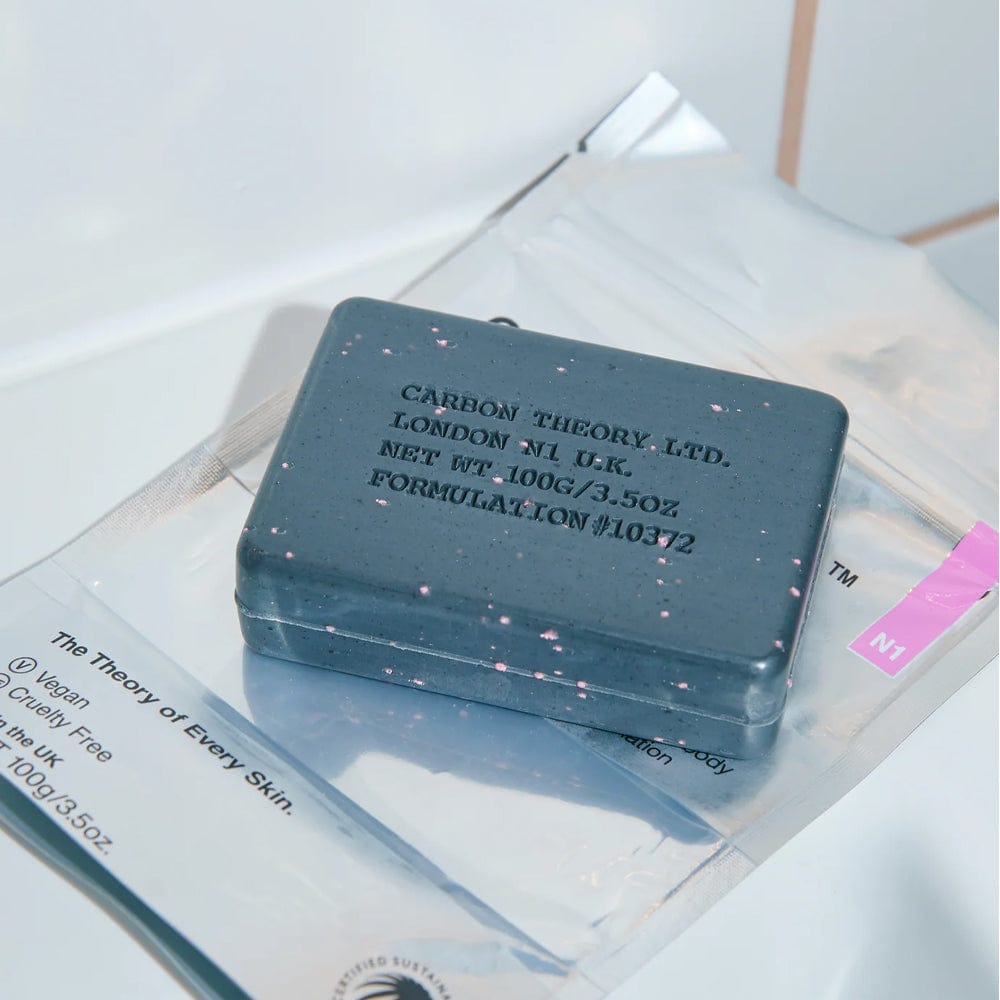 CARBON THEORY LTD.
LONDON N1 U.K.
NET WT 100G/3.5OZ
FORMULATION #10372
TM
N1
The Theory of Every Skin.
V Vegan
Cruelty Free
in the UK
100g/3.5oz.
CERTIFIED